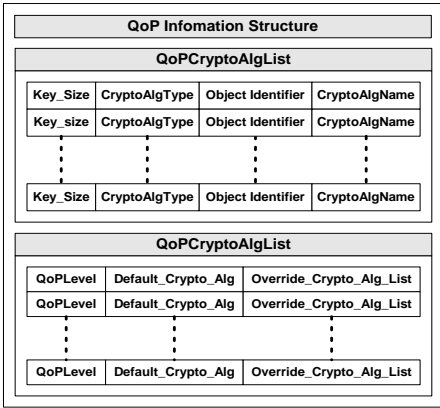 QoP Infomation Structure
QoPCryptoAlgList
Key_Size CryptoAlgType Object Identifier CryptoAlgName
Key_size CryptoAlgType Object Identifier CryptoAlgName
Key_Size CryptoAlgType Object Identifier CryptoAlgName
QoPCryptoAlgList
QoPLevel Default_Crypto_Alg Override_Crypto_Alg_List
QoPLevel Default_Crypto_Alg Override_Crypto_Alg_List
QoPLevel Default_Crypto_Alg Override_Crypto_Alg_List